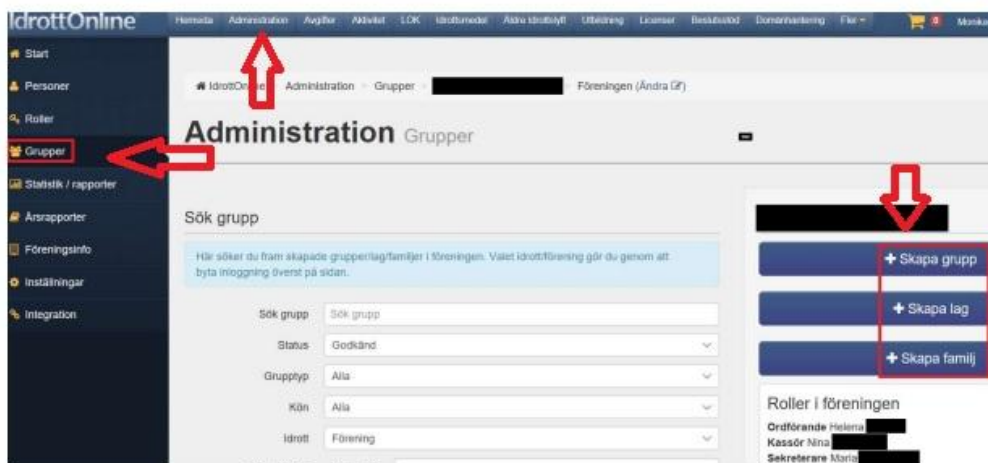 IdrottOnline
Hemsida Administration Avgifter Aktivitet LOK Idrottsmedel Äldre Idrottslyft Utbildning Licenser Beslutsstöd Domänhantering Fler
0 Monika
Start
Personer
Roller
Grupper
Statistik / rapporter
Årsrapporter
Föreningsinfo
Inställningar
Integration
Administration Grupper Föreningen (Ändra)
Administration Grupper
Sök grupp
Här söker du fram skapade grupper/lag/familjer i föreningen. Valet idrott/förening gör du genom att
byta inloggning överst på sidan.
Sök grupp Sök grupp
Status Godkänd
Grupptyp Alla
Kön Alla
Idrott Förening
+ Skapa grupp
+ Skapa lag
+ Skapa familj
Roller i föreningen
Ordförande Helena
Kassör Nina
Sekreterare Maria